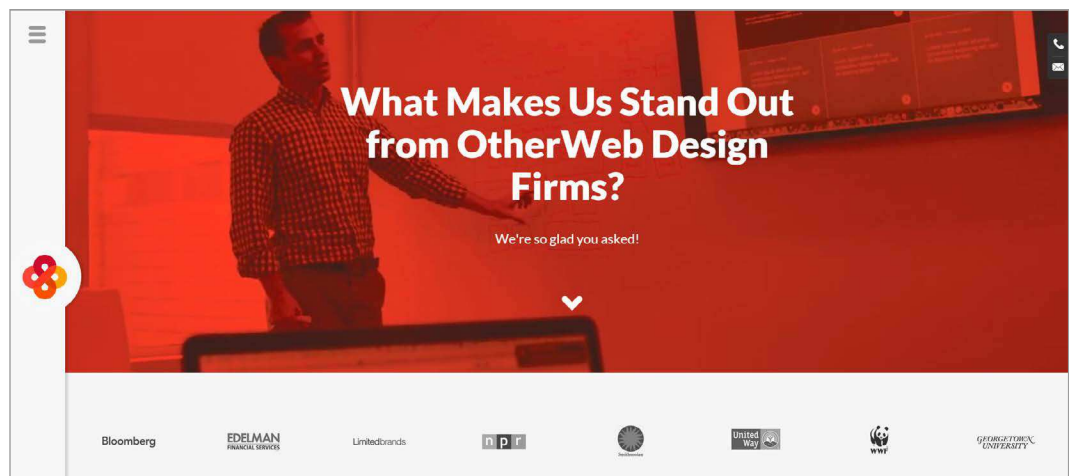 What Makes Us Stand Out
from OtherWeb Design
Firms?
We're so glad you asked!
Bloomberg
EDELMAN
FINANCIAL SERVICES
Limitedbrands
n p r
Smithsonian
United
Way
WWF
GEORGETOWN
UNIVERSITY